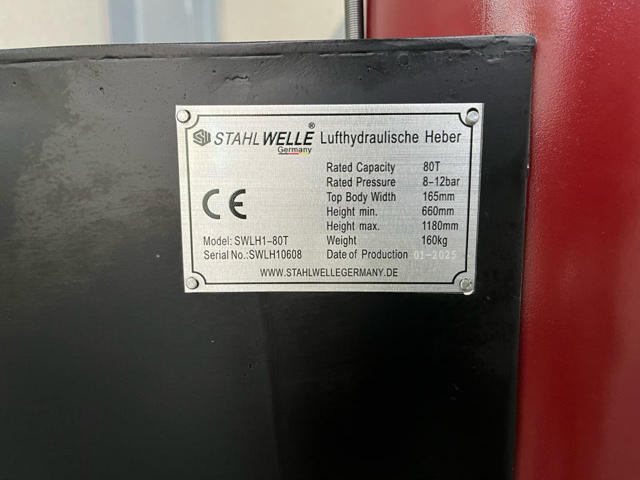 STAHLWELLE® Lufthydraulische Heber
Germany
Rated Capacity 80T
Rated Pressure 8-12bar
Top Body Width 165mm
Height min. 660mm
Height max. 1180mm
Model: SWLH1-80T Weight 160kg
Serial No.:SWLH10608 Date of Production 01-2025
WWW.STAHLWELLEGERMANY.DE
CE